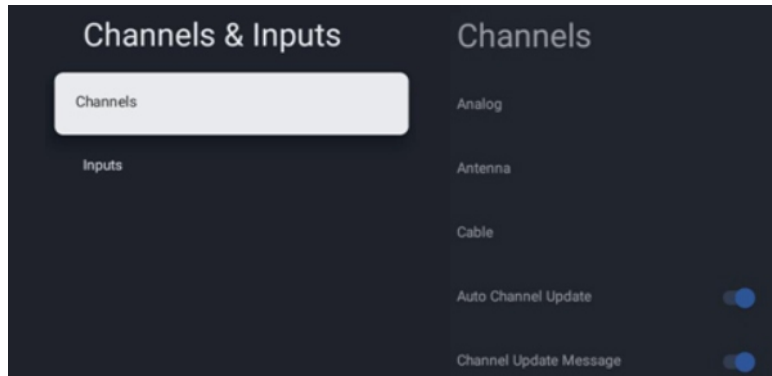 Channels & Inputs
Channels
Inputs
Channels
Analog
Antenna
Cable
Auto Channel Update
Channel Update Message